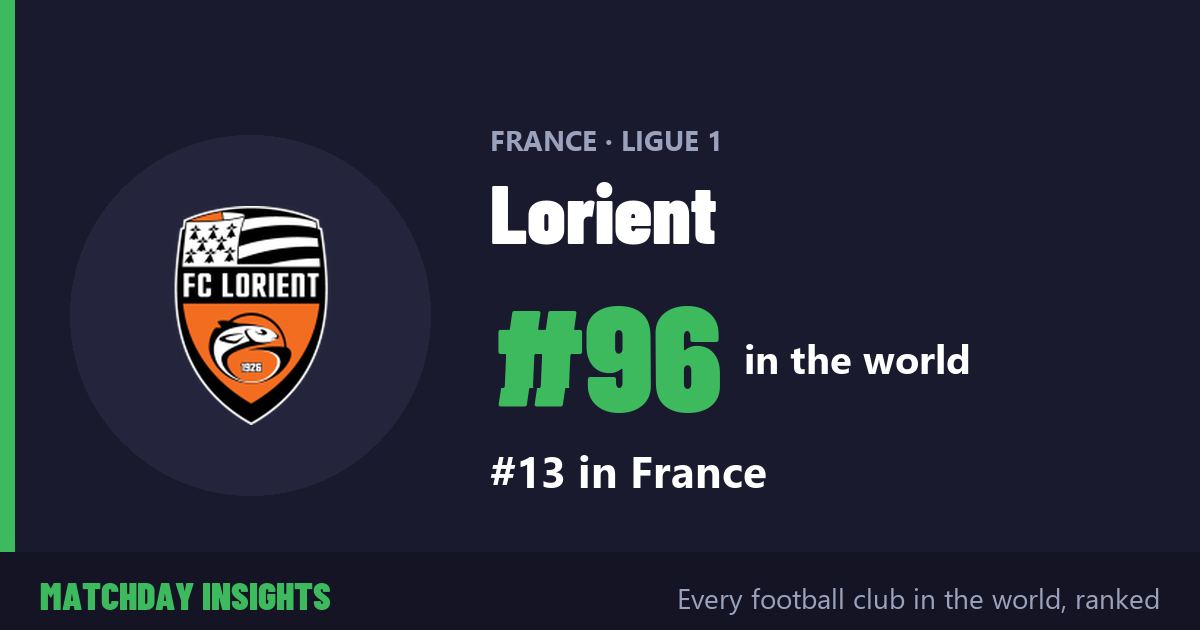 FRANCE · LIGUE 1
Lorient
FC LORIENT
1926
#96 in the world
#13 in France
MATCHDAY INSIGHTS
Every football club in the world, ranked